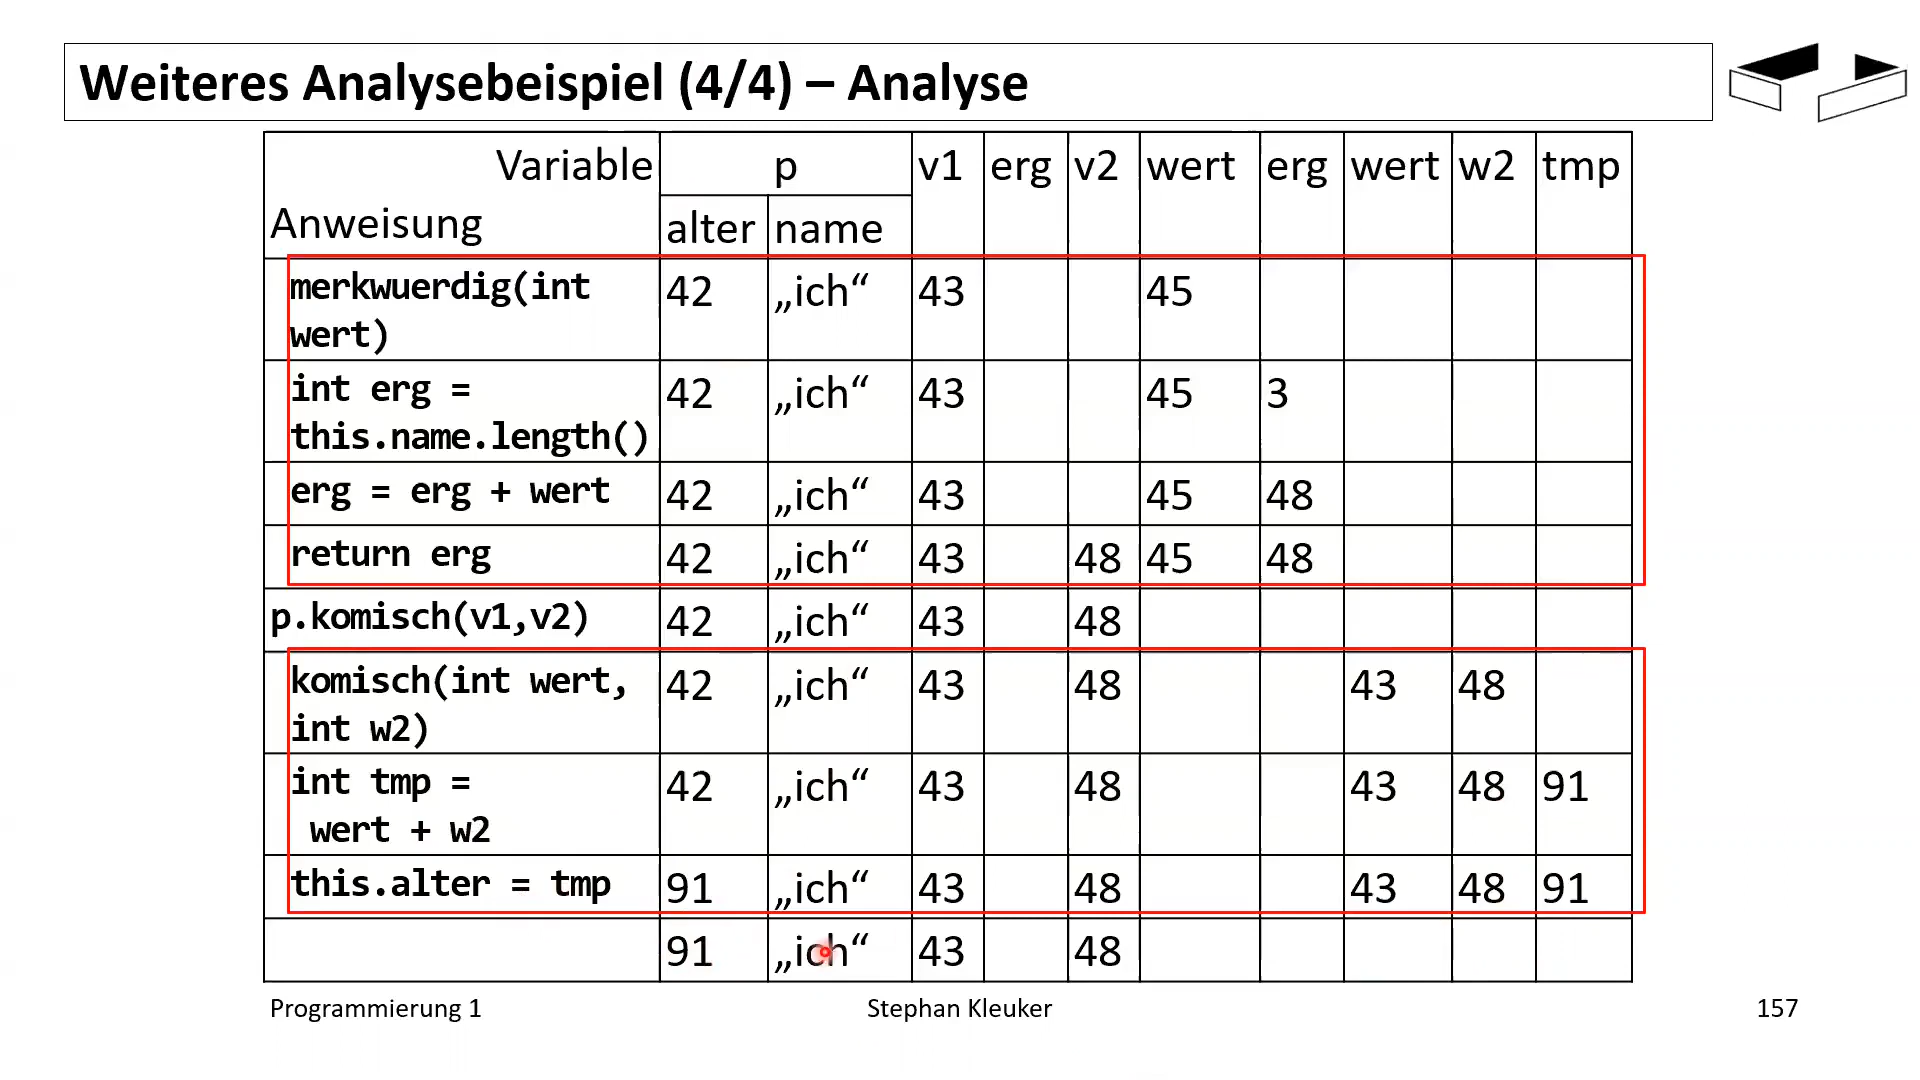 Weiteres Analysebeispiel (4/4) – Analyse
Variable p v1 erg v2 wert erg wert w2 tmp
Anweisung alter name
merkwuerdig(int 42 „ich“ 43 45
wert)
int erg = 42 „ich“ 43 45 3
this.name.length()
erg = erg + wert 42 „ich“ 43 45 48
return erg 42 „ich“ 43 48 45 48
p.komisch(v1,v2) 42 „ich“ 43 48
komisch(int wert, 42 „ich“ 43 48 43 48
int w2)
int tmp = 42 „ich“ 43 48 43 48 91
wert + w2
this.alter = tmp 91 „ich“ 43 48 43 48 91
91 „ich“ 43 48
Programmierung 1 Stephan Kleuker 157